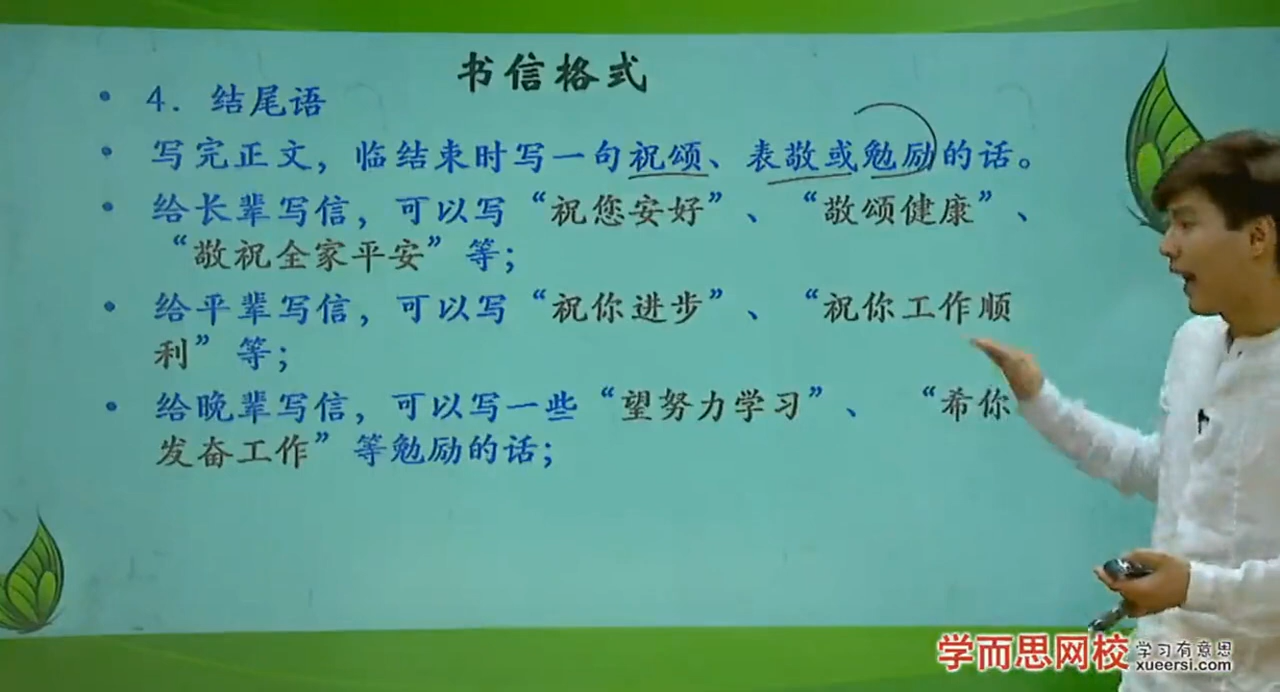 书信格式
• 4. 结尾语
• 写完正文，临结束时写一句祝颂、表敬或勉励的话。
• 给长辈写信，可以写“祝您安好”、“敬颂健康”、
“敬祝全家平安”等；
• 给平辈写信，可以写“祝你进步”、“祝你工作顺
利”等；
• 给晚辈写信，可以写一些“望努力学习”、“希你
发奋工作”等勉励的话；
学而思网校 学习有意思
xueersi.com